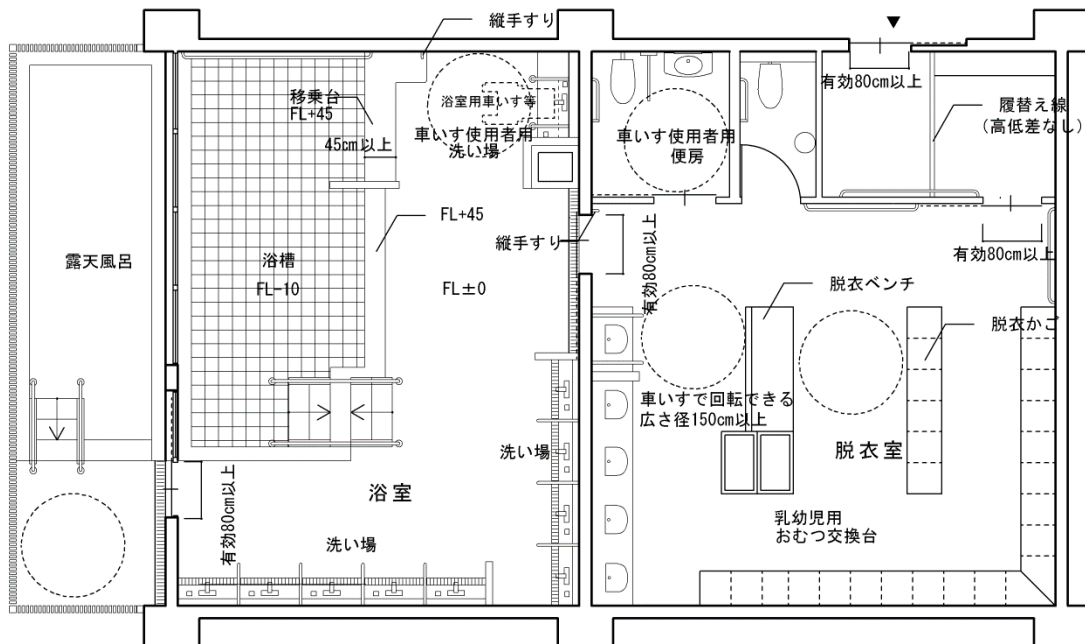 縦手すり
▼
有効80cm以上
移乗台
FL+45
浴室用車いす等
履替え線
(高低差なし)
45cm以上
車いす使用者用
洗い場
車いす使用者用
便房
FL+45
縦手すり
有効80cm以上
有効80cm以上
露天風呂
浴槽
FL−10
FL±0
脱衣ベンチ
脱衣かご
車いすで回転できる
広さ径150cm以上
洗い場
脱衣室
有効80cm以上
浴室
乳幼児用
おむつ交換台
洗い場